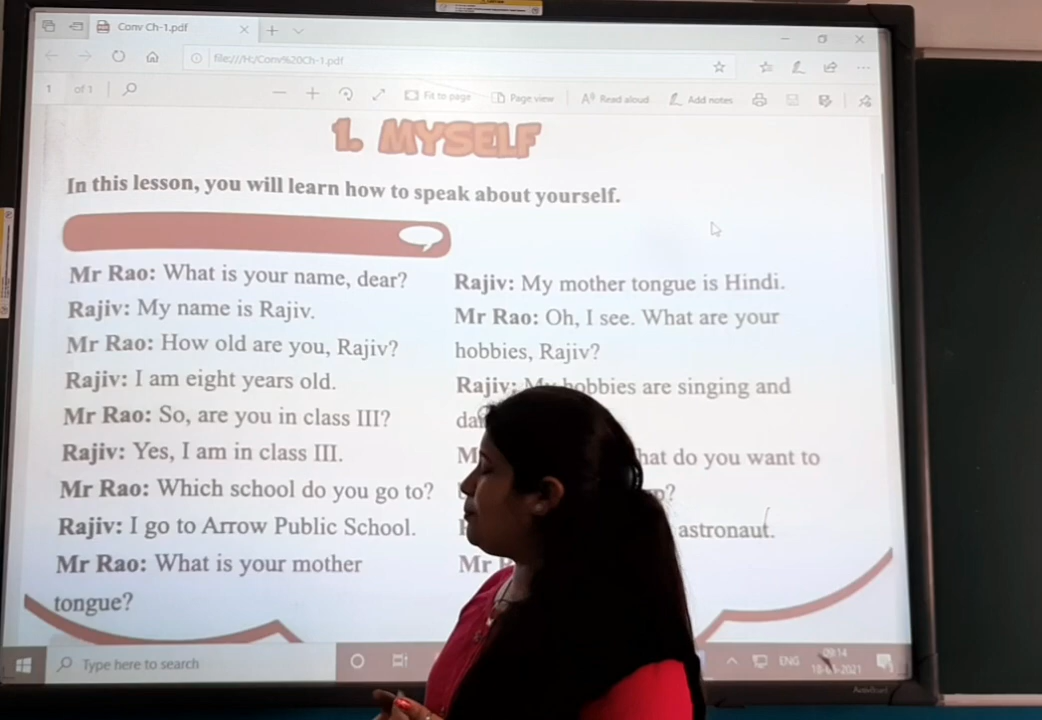 Conv Ch-1.pdf
file:///H:/Conv%20Ch-1.pdf
1 of 1
Fit to page
Page view
Read aloud
Add notes
1. MYSELF
In this lesson, you will learn how to speak about yourself.
Mr Rao: What is your name, dear?
Rajiv: My name is Rajiv.
Mr Rao: How old are you, Rajiv?
Rajiv: I am eight years old.
Mr Rao: So, are you in class III?
Rajiv: Yes, I am in class III.
Mr Rao: Which school do you go to?
Rajiv: I go to Arrow Public School.
Mr Rao: What is your mother
tongue?
Rajiv: My mother tongue is Hindi.
Mr Rao: Oh, I see. What are your
hobbies, Rajiv?
Rajiv: My hobbies are singing and
do you want to
astronaut.
Mr
Type here to search
ENG
09:14
ActivBoard